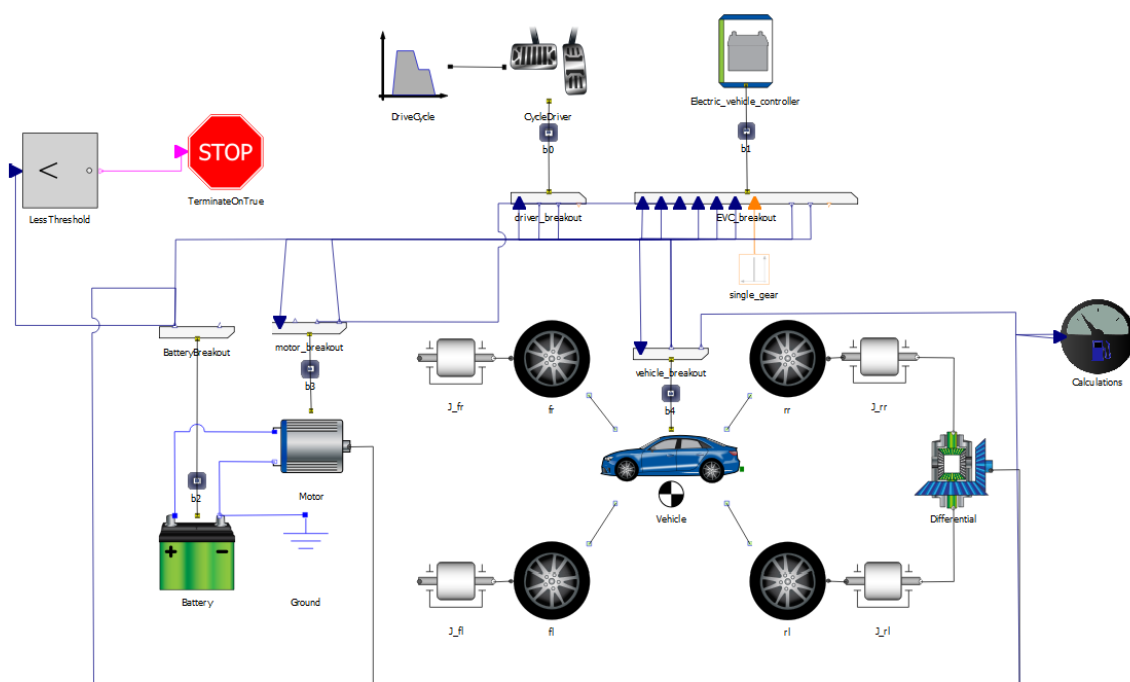 DriveCycle
CycleDriver
Electric_vehicle_controller
b0
b1
<
STOP
LessThreshold
TerminateOnTrue
driver_breakout
EVC_breakout
single_gear
BatteryBreakout
motor_breakout
vehicle_breakout
Calculations
b3
b4
J_fr
fr
rr
J_rr
b2
Motor
Vehicle
Differential
+ -
Battery
Ground
J_fl
fl
rl
J_rl